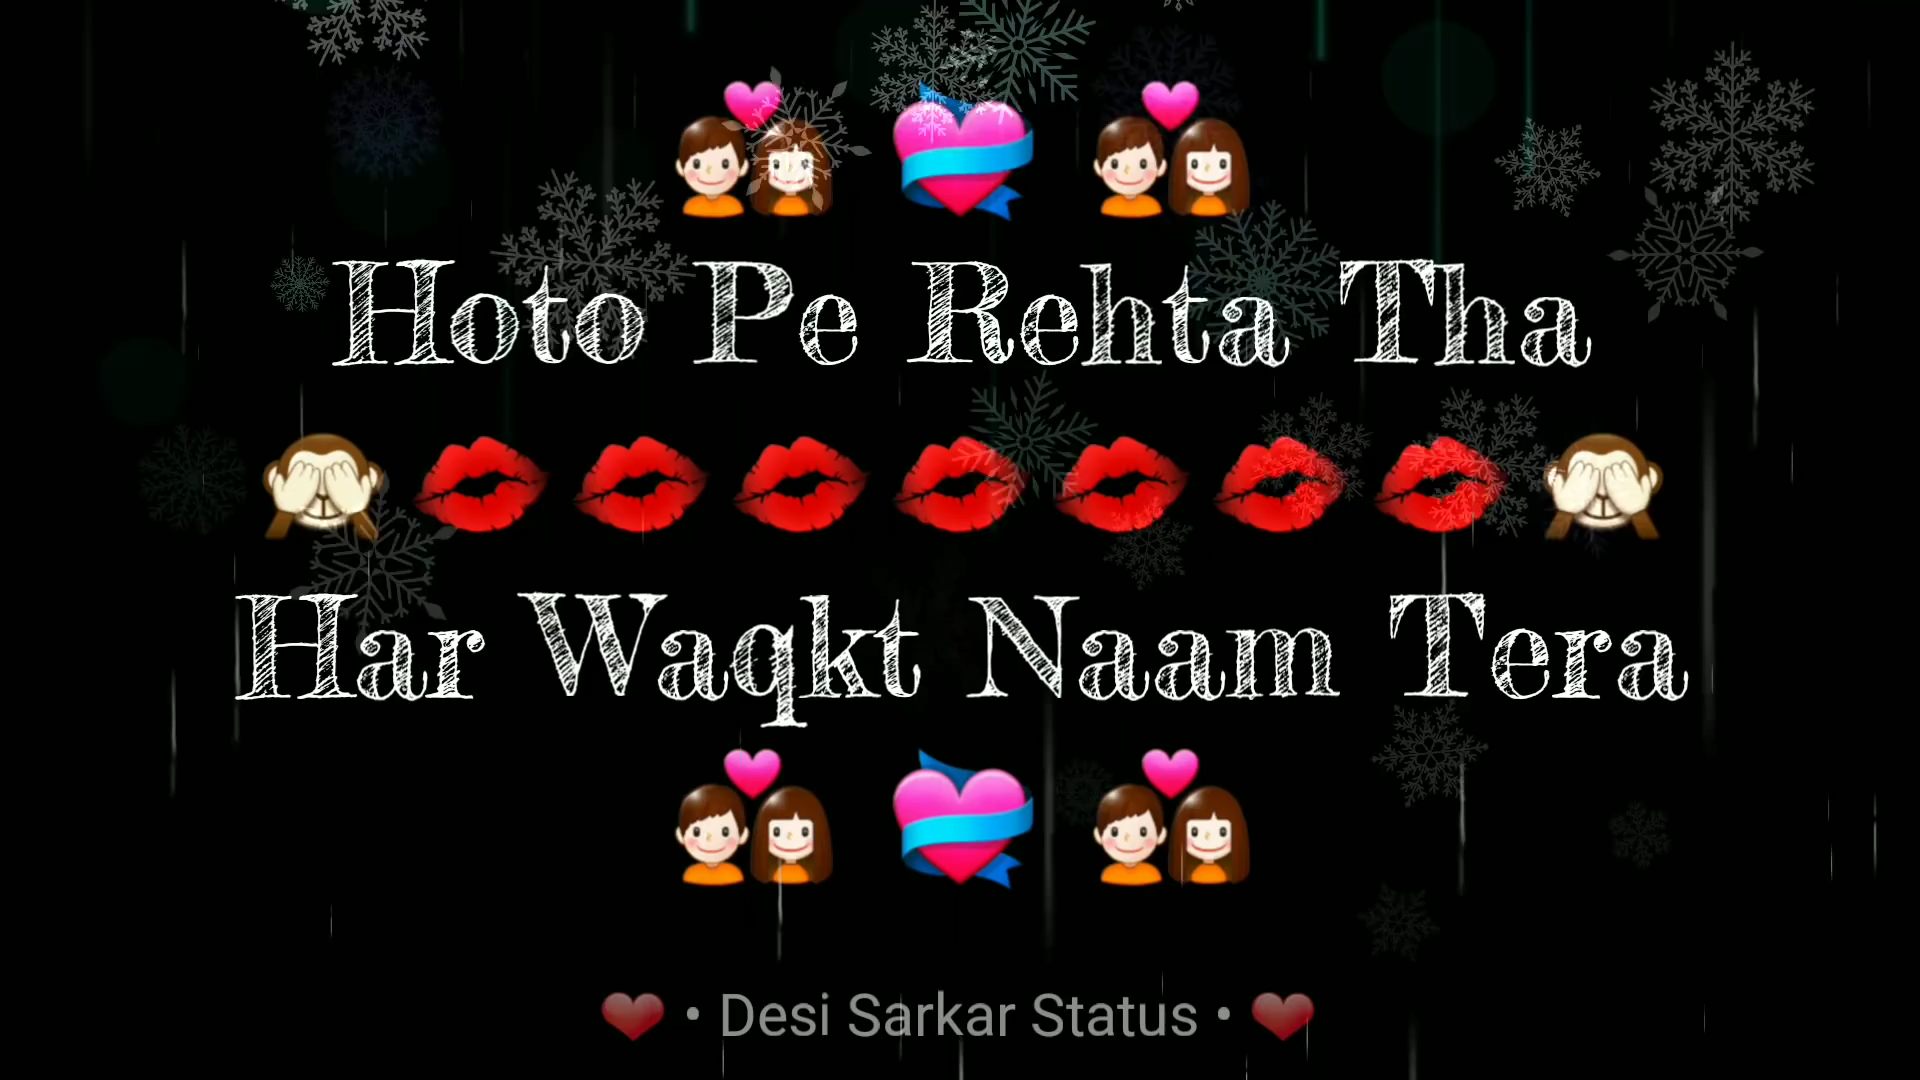 Hoto Pe Rehta Tha
Har Waqkt Naam Tera
❤ • Desi Sarkar Status • ❤